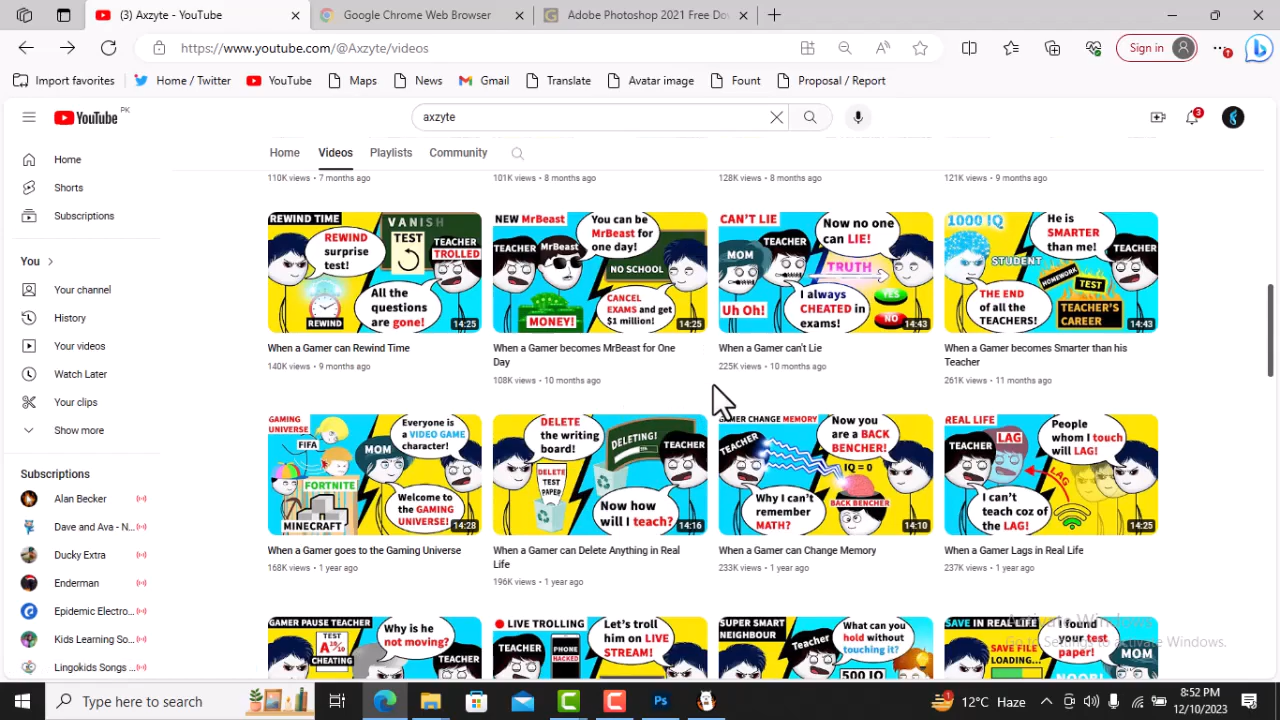 (3) Axzyte - YouTube
Google Chrome Web Browser
Adobe Photoshop 2021 Free Dov
https://www.youtube.com/@Axzyte/videos
Sign in
Import favorites
Home / Twitter
YouTube
Maps
News
Gmail
Translate
Avatar image
Fount
Proposal / Report
YouTube PK
axzyte
3
Home
Shorts
Subscriptions
You
Your channel
History
Your videos
Watch Later
Your clips
Show more
Subscriptions
Alan Becker
Dave and Ava - N...
Ducky Extra
Enderman
Epidemic Electro...
Kids Learning So...
Lingokids Songs ...
Home
Videos
Playlists
Community
110K views • 7 months ago
101K views • 8 months ago
128K views • 8 months ago
121K views • 9 months ago
REWIND TIME
REWIND
surprise
test!
VANISH
TEST
TEACHER
TROLLED
REWIND
All the
questions
are gone!
14:25
NEW MrBeast
TEACHER
MrBeast
You can be
MrBeast for
one day!
NO SCHOOL
MONEY!
CANCEL
EXAMS and get
$1 million!
14:25
CAN'T LIE
MOM
TEACHER
Now no one
can LIE!
TRUTH
Uh Oh!
I always
CHEATED in
exams!
YES
NO
14:43
1000 IQ
STUDENT
He is
SMARTER
than me!
TEACHER
HOMEWORK
TEST
THE END
of all the
TEACHERS!
TEACHER'S
CAREER
14:43
When a Gamer can Rewind Time
140K views • 9 months ago
When a Gamer becomes MrBeast for One
Day
108K views • 10 months ago
When a Gamer can't Lie
225K views • 10 months ago
When a Gamer becomes Smarter than his
Teacher
261K views • 11 months ago
GAMING
UNIVERSE
FIFA
Everyone is
a VIDEO GAME
character!
MOM
FORTNITE
MINECRAFT
Welcome to
the GAMING
UNIVERSE!
14:28
DELETE
the writing
board!
DELETING!
TEACHER
DELETE
TEST
PAPER
Now how
will I teach?
14:16
GAMER CHANGE MEMORY
TEACHER
Now you
are a BACK
BENCHER!
IQ = 0
Why I can't
remember
MATH?
BACK BENCHER
14:10
REAL LIFE
TEACHER
LAG
People
whom I touch
will LAG!
LAG
I can't
teach coz of
the LAG!
14:25
When a Gamer goes to the Gaming Universe
168K views • 1 year ago
When a Gamer can Delete Anything in Real
Life
196K views • 1 year ago
When a Gamer can Change Memory
233K views • 1 year ago
When a Gamer Lags in Real Life
237K views • 1 year ago
GAMER PAUSE TEACHER
TEST
CHEATING
Why is he
not moving?
TEACHER
LIVE TROLLING
PHONE
HACKED
Let's troll
him on LIVE
STREAM!
TEACHER
SUPER SMART
NEIGHBOUR
Teacher
What can you
hold without
touching it?
500 IQ
SAVE IN REAL LIFE
SAVE FILE
LOADING...
I found
your test
paper!
MOM
Activate Windows
Go to Settings to activate Windows.
Type here to search
12°C Haze
8:52 PM
12/10/2023